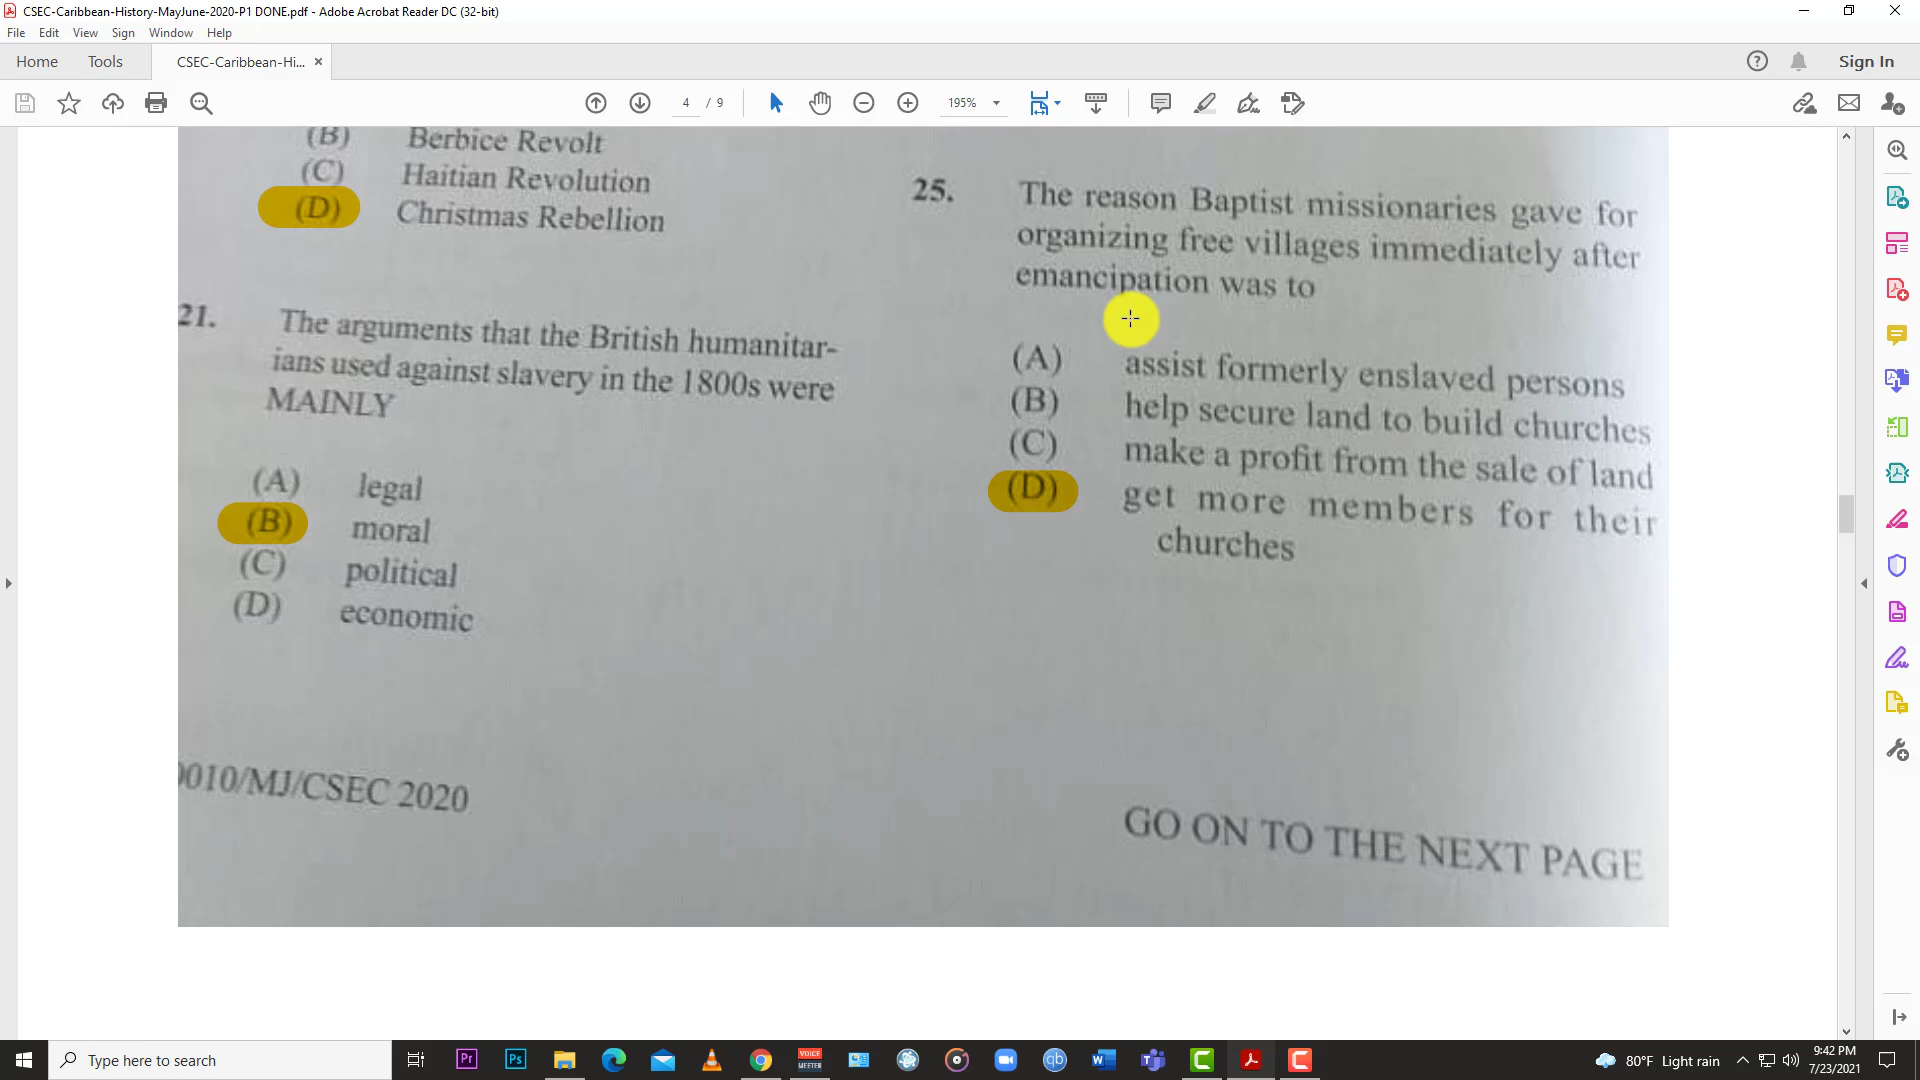 CSEC-Caribbean-History-MayJune-2020-P1 DONE.pdf - Adobe Acrobat Reader DC (32-bit)
File Edit View Sign Window Help
Home Tools CSEC-Caribbean-Hi... Sign In
4 / 9 195%
(B) Berbice Revolt
(C) Haitian Revolution
(D) Christmas Rebellion
21. The arguments that the British humanitar-
ians used against slavery in the 1800s were
MAINLY
(A) legal
(B) moral
(C) political
(D) economic
0010/MJ/CSEC 2020
25. The reason Baptist missionaries gave for
organizing free villages immediately after
emancipation was to
(A) assist formerly enslaved persons
(B) help secure land to build churches
(C) make a profit from the sale of land
(D) get more members for their
churches
GO ON TO THE NEXT PAGE
Type here to search
Pr Ps VOICE MEETER qb 80°F Light rain 9:42 PM
7/23/2021